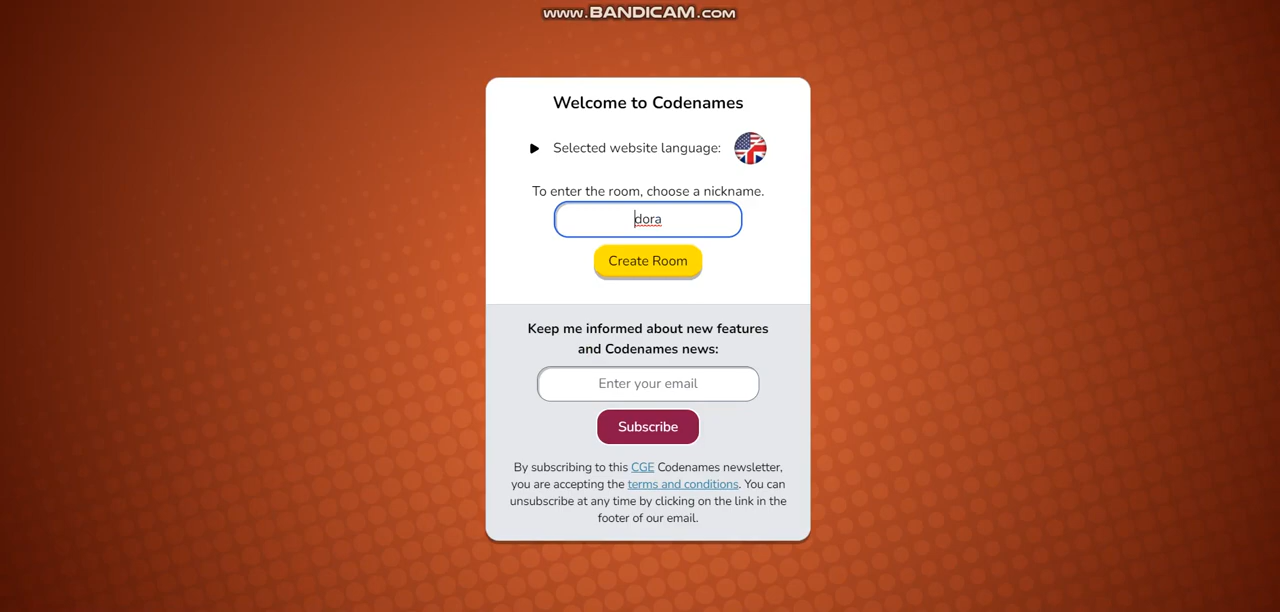 www.BANDICAM.com
Welcome to Codenames
Selected website language:
To enter the room, choose a nickname.
dora
Create Room
Keep me informed about new features
and Codenames news:
Enter your email
Subscribe
By subscribing to this CGE Codenames newsletter,
you are accepting the terms and conditions. You can
unsubscribe at any time by clicking on the link in the
footer of our email.